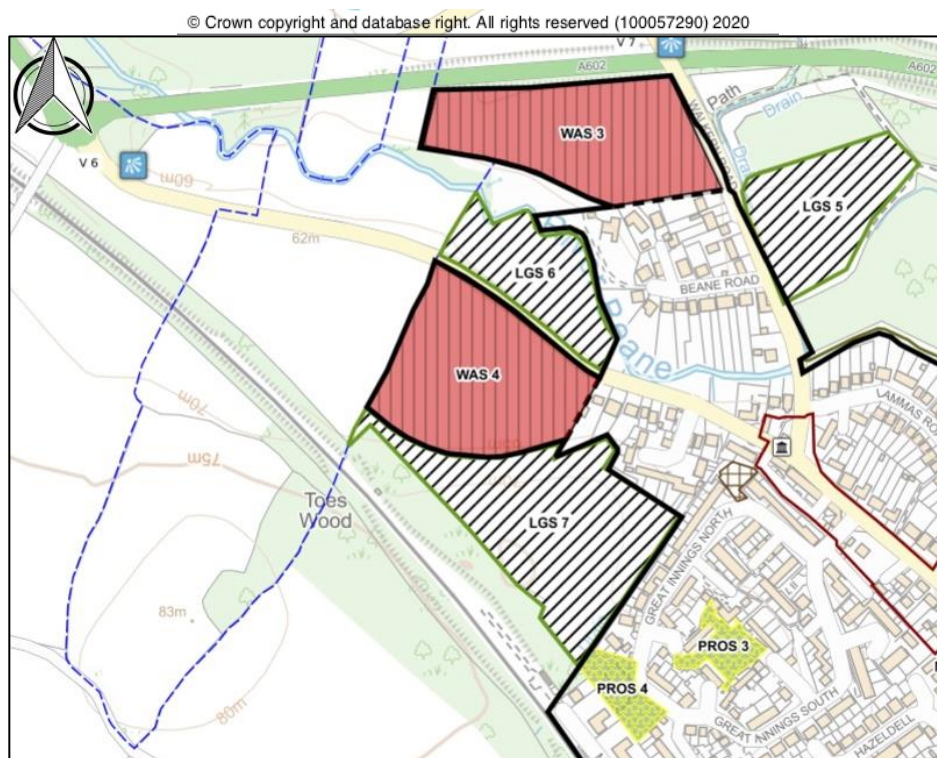 © Crown copyright and database right. All rights reserved (100057290) 2020
V 7
A602
A602
Path
Drain
WAS 3
V 6
60m
LGS 5
62m
LGS 6
BEANE ROAD
Beane
WAS 4
LAMMAS RO
70m
75m
Toes
Wood
LGS 7
GREAT INNINGS NORTH
83m
PROS 3
PROS 4
80m
GREAT INNINGS SOUTH
HAZELDELL